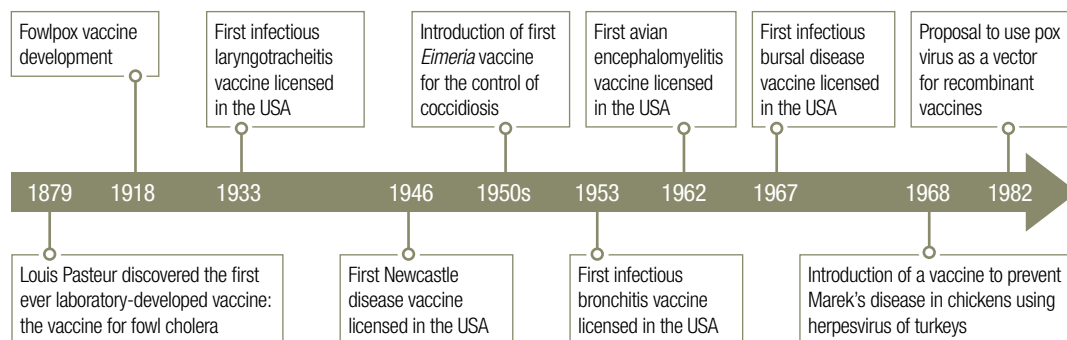 Fowlpox vaccine
development
First infectious
laryngotracheitis
vaccine licensed
in the USA
Introduction of first
Eimeria vaccine
for the control of
coccidiosis
First avian
encephalomyelitis
vaccine licensed
in the USA
First infectious
bursal disease
vaccine licensed
in the USA
Proposal to use pox
virus as a vector
for recombinant
vaccines
1879 1918 1933 1946 1950s 1953 1962 1967 1968 1982
Louis Pasteur discovered the first
ever laboratory-developed vaccine:
the vaccine for fowl cholera
First Newcastle
disease vaccine
licensed in the USA
First infectious
bronchitis vaccine
licensed in the USA
Introduction of a vaccine to prevent
Marek's disease in chickens using
herpesvirus of turkeys